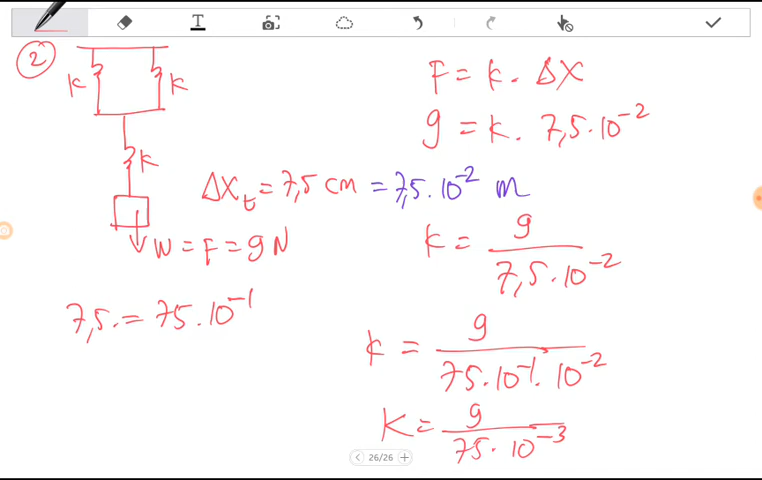 T
2
K K
K
ΔXt = 7,5 cm = 7,5.10⁻² m
W = F = 9N
7,5. = 75.10⁻¹
F = k. ΔX
9 = k. 7,5.10⁻²
k = 9 / 7,5.10⁻²
k = 9 / 75.10⁻¹. 10⁻²
K = 9 / 75.10⁻³
26/26